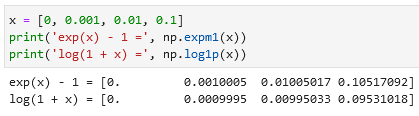 x = [0, 0.001, 0.01, 0.1]
print('exp(x) - 1 =', np.expm1(x))
print('log(1 + x) =', np.log1p(x))
exp(x) - 1 = [0.         0.0010005  0.01005017 0.10517092]
log(1 + x) = [0.         0.0009995  0.00995033 0.09531018]